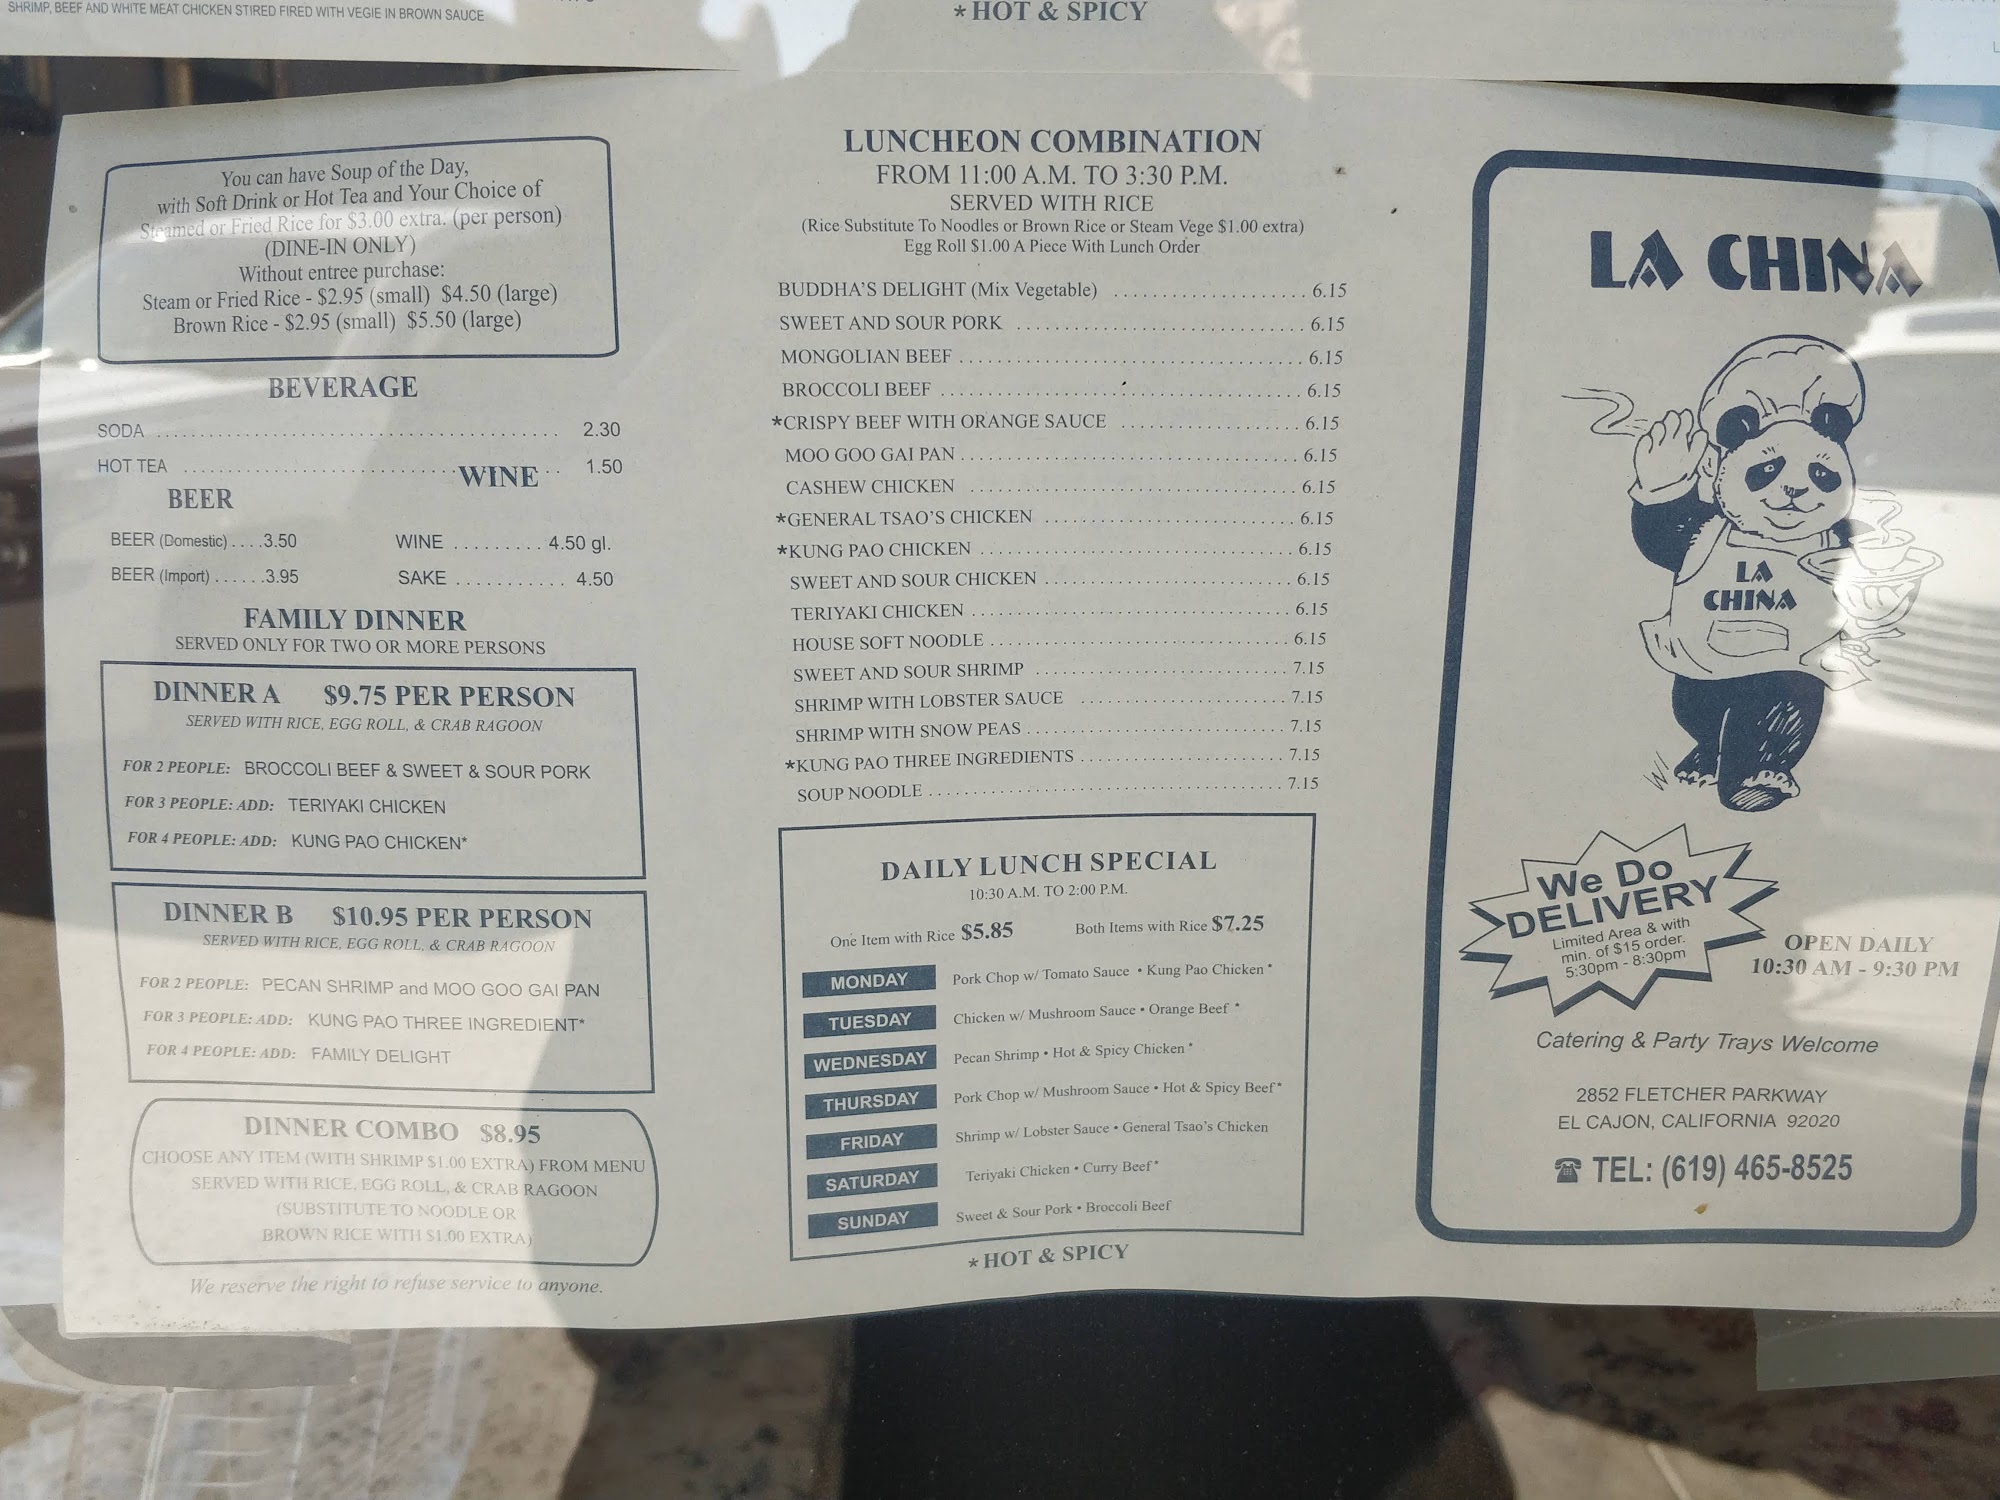 SHRIMP, BEEF AND WHITE MEAT CHICKEN STIRED FIRED WITH VEGIE IN BROWN SAUCE
* HOT & SPICY
You can have Soup of the Day,
with Soft Drink or Hot Tea and Your Choice of
Steamed or Fried Rice for $3.00 extra. (per person)
(DINE-IN ONLY)
Without entree purchase:
Steam or Fried Rice - $2.95 (small) $4.50 (large)
Brown Rice - $2.95 (small) $5.50 (large)
BEVERAGE
SODA 2.30
HOT TEA 1.50
BEER
BEER (Domestic) 3.50
BEER (Import) 3.95
WINE
WINE 4.50 gl.
SAKE 4.50
FAMILY DINNER
SERVED ONLY FOR TWO OR MORE PERSONS
DINNER A $9.75 PER PERSON
SERVED WITH RICE, EGG ROLL, & CRAB RAGOON
FOR 2 PEOPLE: BROCCOLI BEEF & SWEET & SOUR PORK
FOR 3 PEOPLE: ADD: TERIYAKI CHICKEN
FOR 4 PEOPLE: ADD: KUNG PAO CHICKEN*
DINNER B $10.95 PER PERSON
SERVED WITH RICE, EGG ROLL, & CRAB RAGOON
FOR 2 PEOPLE: PECAN SHRIMP and MOO GOO GAI PAN
FOR 3 PEOPLE: ADD: KUNG PAO THREE INGREDIENT*
FOR 4 PEOPLE: ADD: FAMILY DELIGHT
DINNER COMBO $8.95
CHOOSE ANY ITEM (WITH SHRIMP $1.00 EXTRA) FROM MENU
SERVED WITH RICE, EGG ROLL, & CRAB RAGOON
(SUBSTITUTE TO NOODLE OR
BROWN RICE WITH $1.00 EXTRA)
We reserve the right to refuse service to anyone.
LUNCHEON COMBINATION
FROM 11:00 A.M. TO 3:30 P.M.
SERVED WITH RICE
(Rice Substitute To Noodles or Brown Rice or Steam Vege $1.00 extra)
Egg Roll $1.00 A Piece With Lunch Order
BUDDHA'S DELIGHT (Mix Vegetable) 6.15
SWEET AND SOUR PORK 6.15
MONGOLIAN BEEF 6.15
BROCCOLI BEEF 6.15
*CRISPY BEEF WITH ORANGE SAUCE 6.15
MOO GOO GAI PAN 6.15
CASHEW CHICKEN 6.15
*GENERAL TSAO'S CHICKEN 6.15
*KUNG PAO CHICKEN 6.15
SWEET AND SOUR CHICKEN 6.15
TERIYAKI CHICKEN 6.15
HOUSE SOFT NOODLE 6.15
SWEET AND SOUR SHRIMP 7.15
SHRIMP WITH LOBSTER SAUCE 7.15
SHRIMP WITH SNOW PEAS 7.15
*KUNG PAO THREE INGREDIENTS 7.15
SOUP NOODLE 7.15
DAILY LUNCH SPECIAL
10:30 A.M. TO 2:00 P.M.
One Item with Rice $5.85 Both Items with Rice $7.25
MONDAY Pork Chop w/ Tomato Sauce • Kung Pao Chicken*
TUESDAY Chicken w/ Mushroom Sauce • Orange Beef *
WEDNESDAY Pecan Shrimp • Hot & Spicy Chicken*
THURSDAY Pork Chop w/ Mushroom Sauce • Hot & Spicy Beef*
FRIDAY Shrimp w/ Lobster Sauce • General Tsao's Chicken
SATURDAY Teriyaki Chicken • Curry Beef*
SUNDAY Sweet & Sour Pork • Broccoli Beef
* HOT & SPICY
LA CHINA
LA
CHINA
We Do
DELIVERY
Limited Area & with
min. of $15 order.
5:30pm - 8:30pm
OPEN DAILY
10:30 AM - 9:30 PM
Catering & Party Trays Welcome
2852 FLETCHER PARKWAY
EL CAJON, CALIFORNIA 92020
TEL: (619) 465-8525